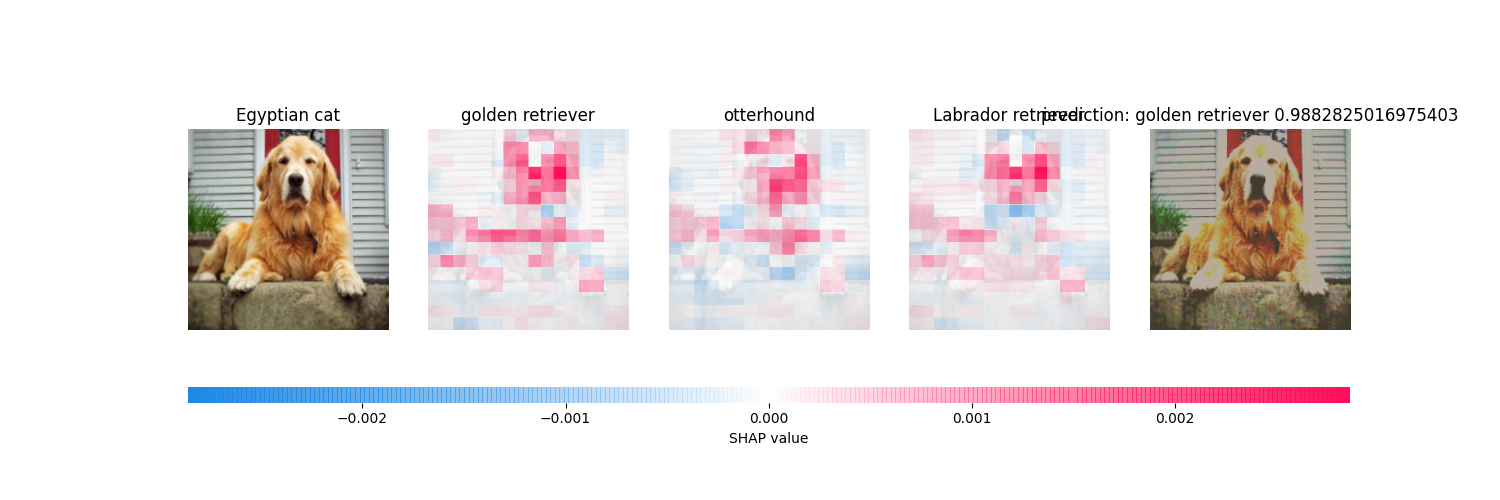 Egyptian cat
golden retriever
otterhound
Labrador retriever
prediction: golden retriever 0.9882825016975403
−0.002
−0.001
0.000
0.001
0.002
SHAP value